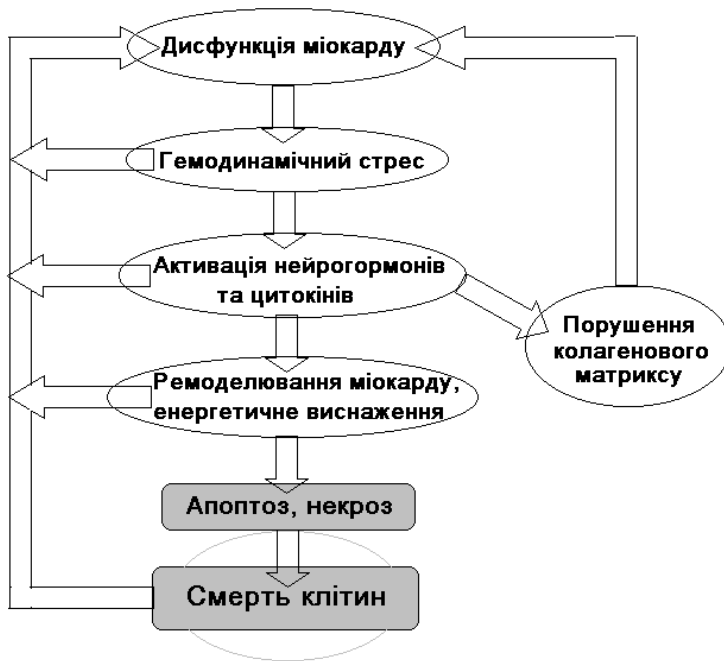 Дисфункція міокарду
Гемодинамічний стрес
Активація нейрогормонів
та цитокінів
Порушення
колагенового
матриксу
Ремоделювання міокарду,
енергетичне виснаження
Апоптоз, некроз
Смерть клітин